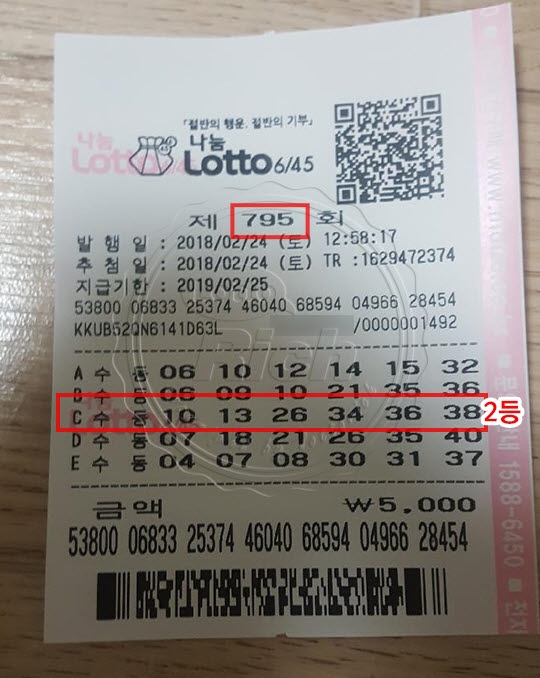 「절반의 행운, 절반의 기부」
나눔 나눔
Lotto Lotto 6/45
제 795 회
발 행 일 : 2018/02/24 (토) 12:58:17
추 첨 일 : 2018/02/24 (토) TR :1629472374
지급기한 : 2019/02/25
53800 06833 25374 46040 68594 04966 28454
KKUB52QN6141D63L /0000001492
Rich
A 수 동 06 10 12 14 15 32
B 수 동 06 09 10 21 35 36
C 수 동 10 13 26 34 36 38 2등
D 수 동 07 18 21 26 35 40
E 수 동 04 07 08 30 31 37
금액 ₩5,000
53800 06833 25374 46040 68594 04966 28454
1588-6450